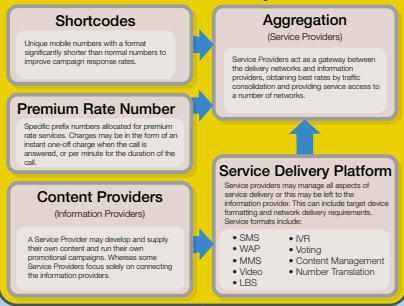 Shortcodes
Unique mobile numbers with a format
significantly shorter than normal numbers to
improve campaign response rates.
Premium Rate Number
Specific prefix numbers allocated for premium
rate services. Charges may be in the form of an
instant one-off charge when the call is
answered, or per minute for the duration of the
call.
Content Providers
(Information Providers)
A Service Provider may develop and supply
their own content and run their own
promotional campaigns. Whereas some
Service Providers focus solely on connecting
the information providers.
Aggregation
(Service Providers)
Service Providers act as a gateway between
the delivery networks and information
providers, obtaining best rates by traffic
consolidation and providing service access to
a number of networks.
Service Delivery Platform
Service providers may manage all aspects of
service delivery or this may be left to the
information provider. This can include target device
formatting and network delivery requirements.
Service formats include:
• SMS
• WAP
• MMS
• Video
• LBS
• IVR
• Voting
• Content Management
• Number Translation